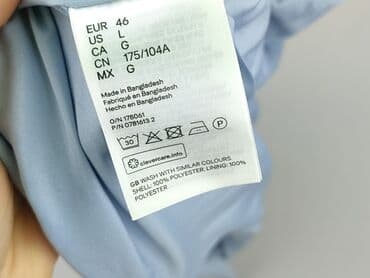 EUR 46
US L
CA G
CN 175/104A
MX G
Made in Bangladesh
Fabriqué en Bangladesh
Hecho en Bangladesh
O/N 178061
P/N 0781613 2
30 P
clevercare.info
GB WASH WITH SIMILAR COLOURS.
SHELL: 100% POLYESTER. LINING: 100%
POLYESTER.